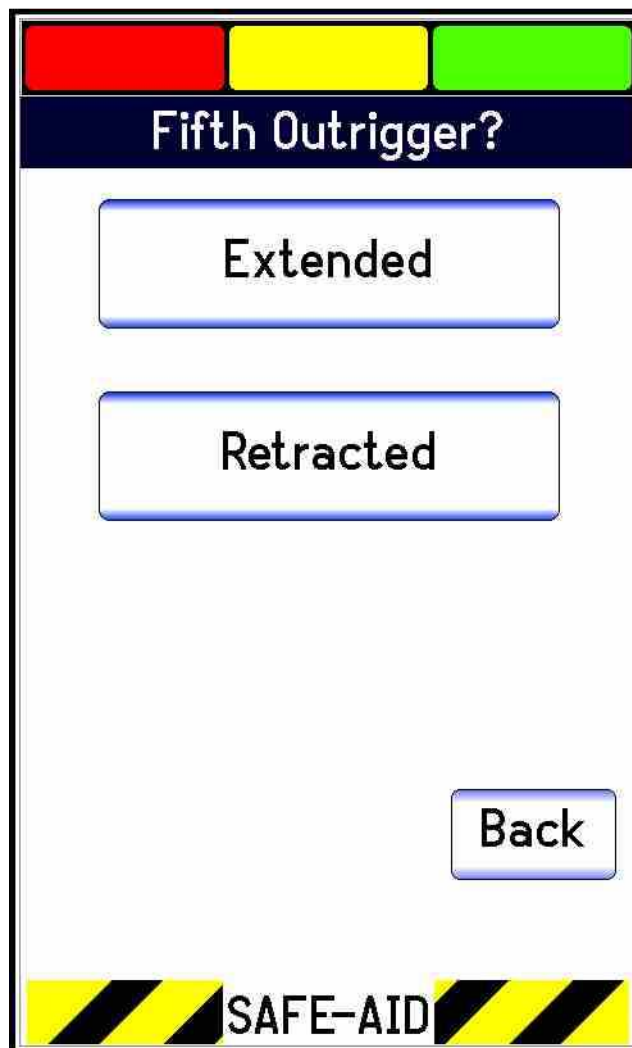 Fifth Outrigger?
Extended
Retracted
Back
SAFE-AID